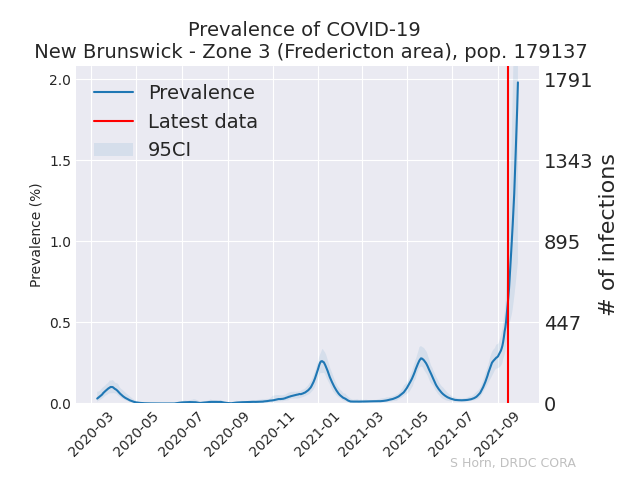 Prevalence of COVID-19
New Brunswick - Zone 3 (Fredericton area), pop. 179137
Prevalence
Latest data
95CI
Prevalence (%)
2.0
1.5
1.0
0.5
0.0
1791
1343
895
447
0
# of infections
2020-03
2020-05
2020-07
2020-09
2020-11
2021-01
2021-03
2021-05
2021-07
2021-09
S Horn, DRDC CORA